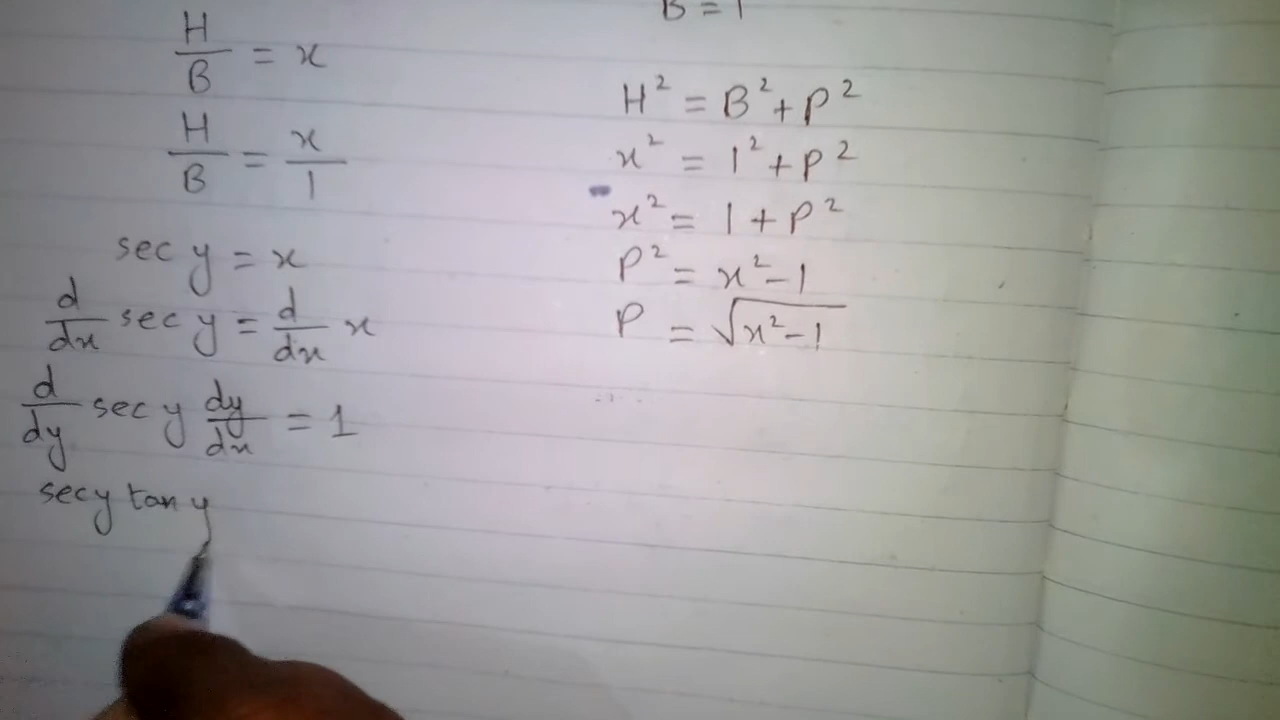 H/B = x
H/B = x/1
sec y = x
d/dx sec y = d/dx x
d/dy sec y dy/dx = 1
sec y tan y
B = 1
H² = B² + P²
x² = 1² + P²
x² = 1 + P²
P² = x² - 1
P = √(x² - 1)